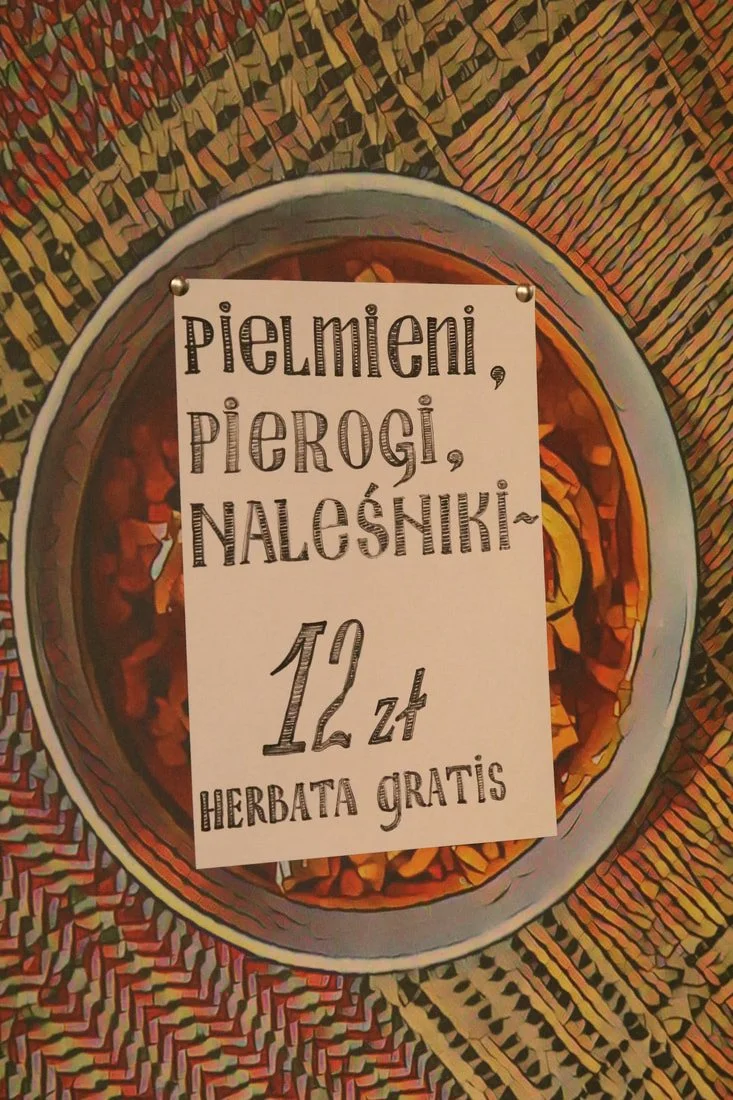 PIELMIENI,
PIEROGI,
NALEŚNIKI~
12 zł
HERBATA GRATIS